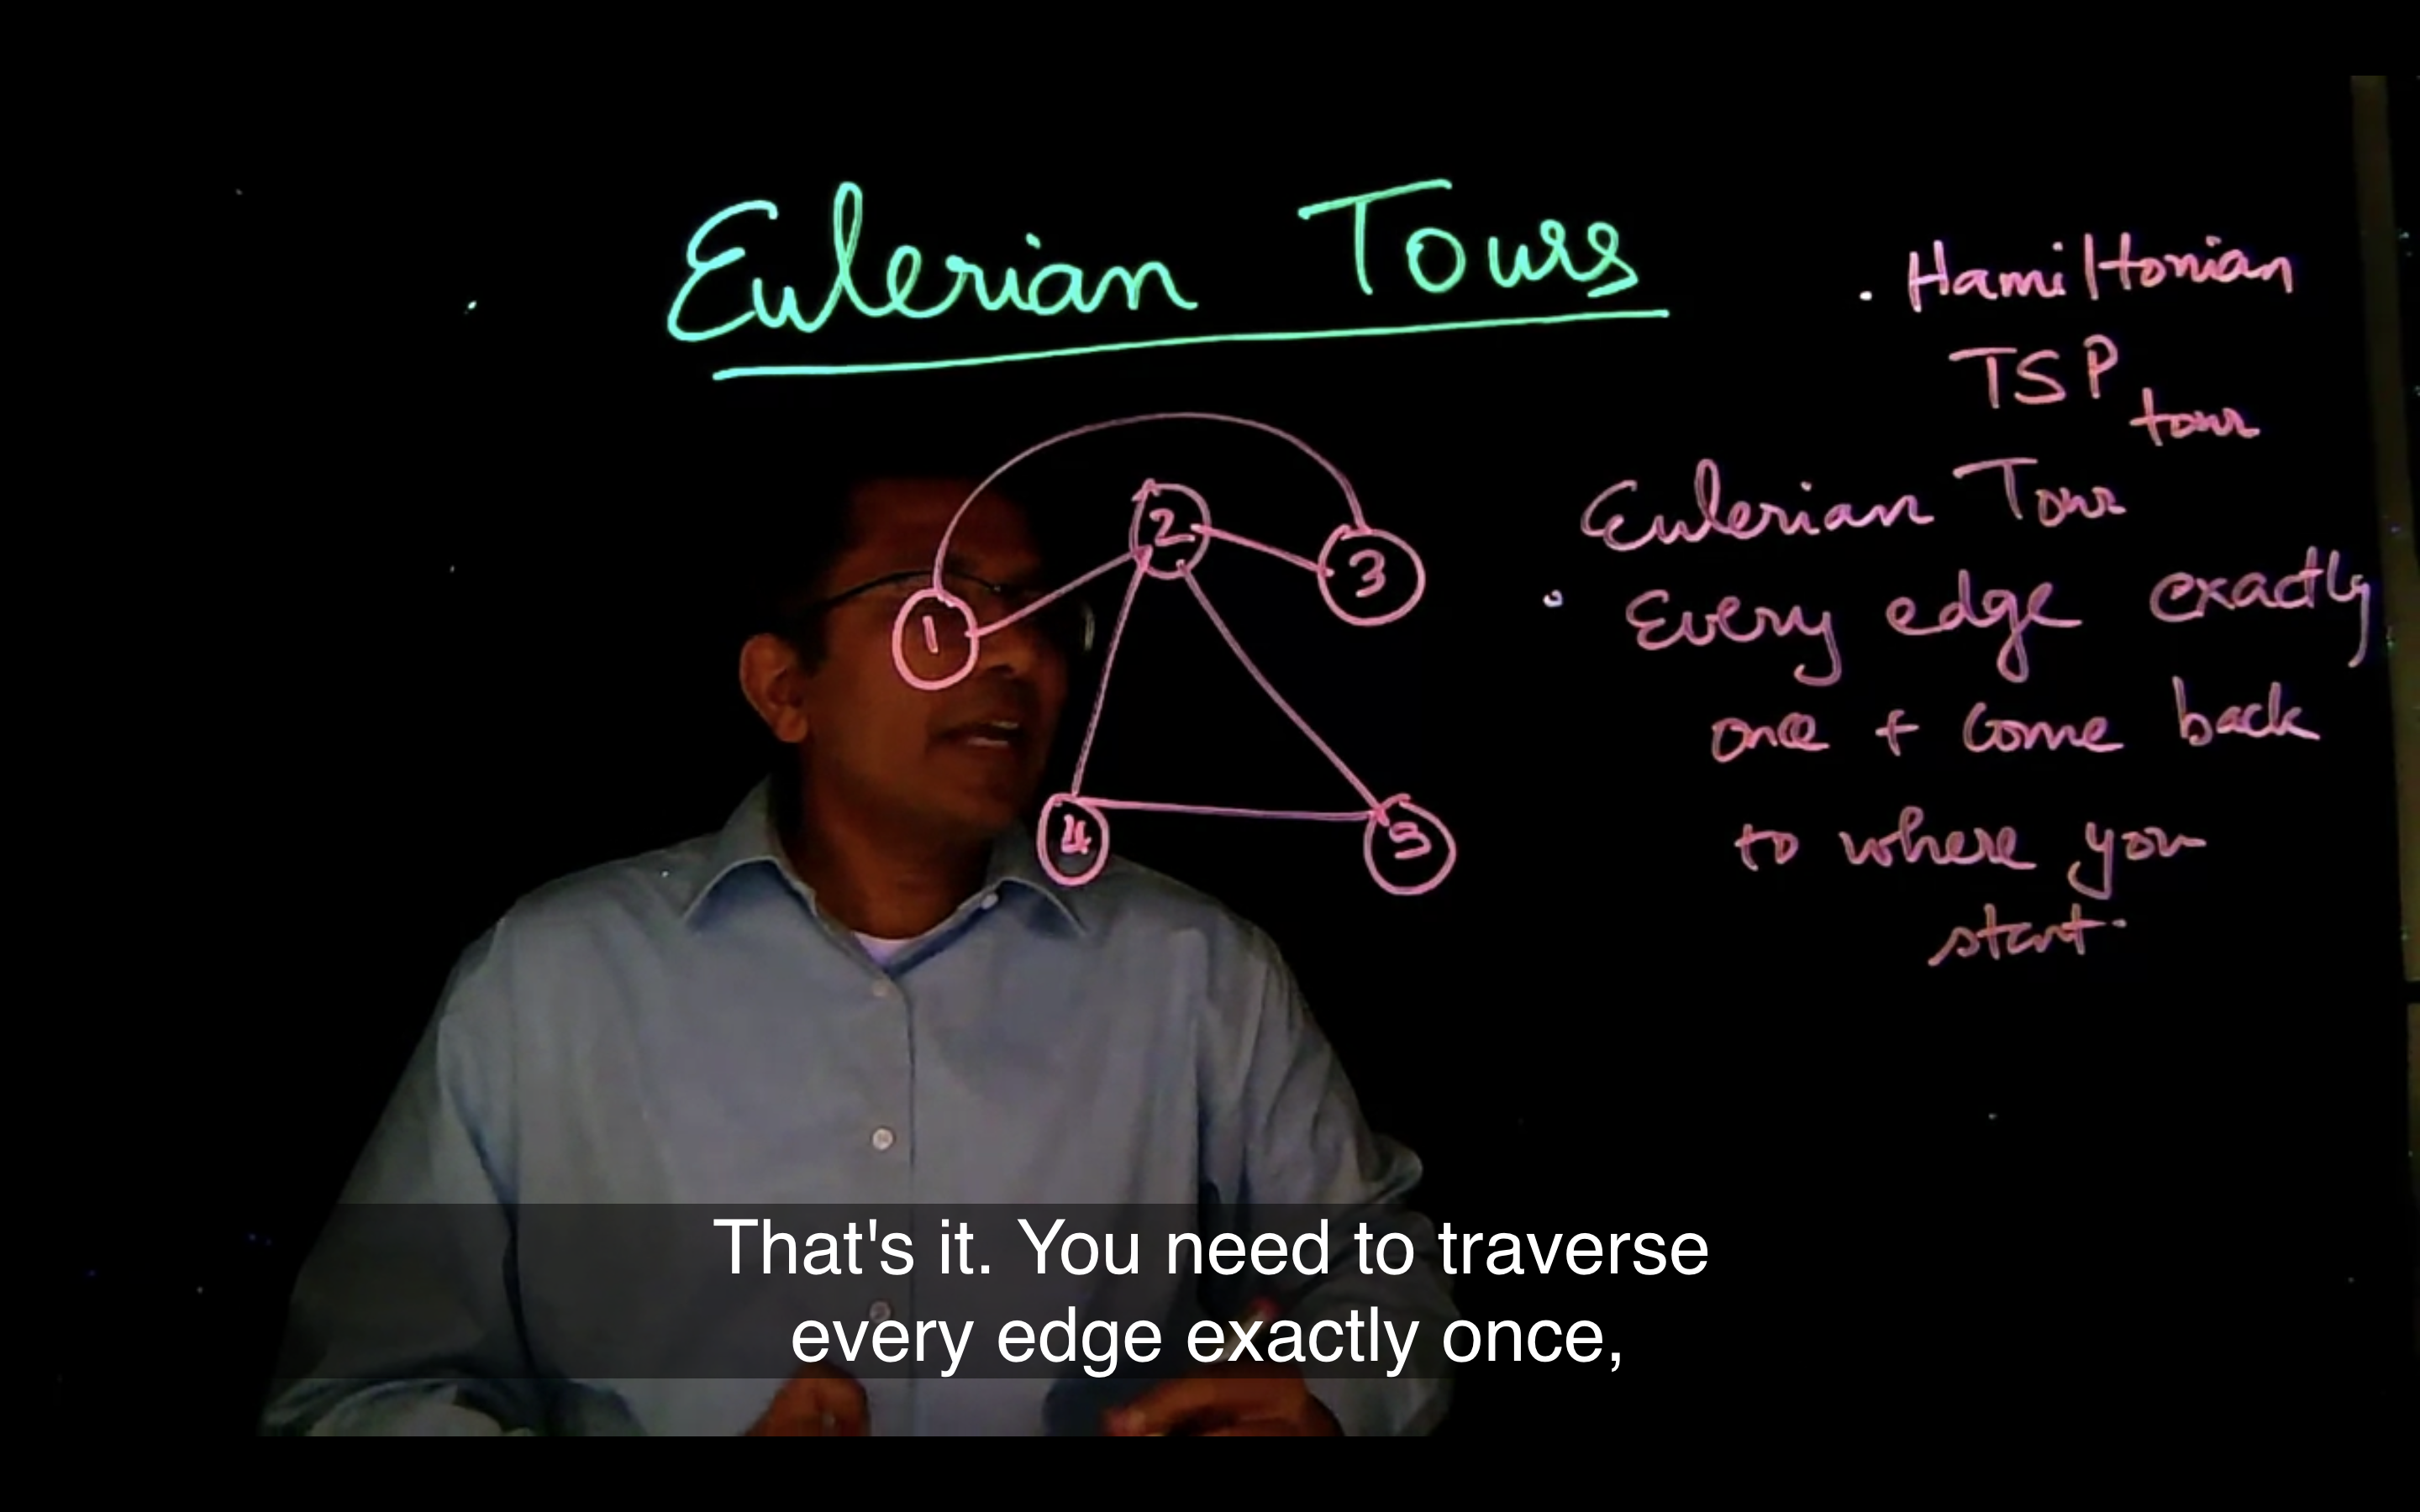 Eulerian Tours
. Hamiltonian
TSP
tour
Eulerian Tour
. Every edge exactly
once + Come back
to where you
start.
2
3
1
4
5
That's it. You need to traverse
every edge exactly once,